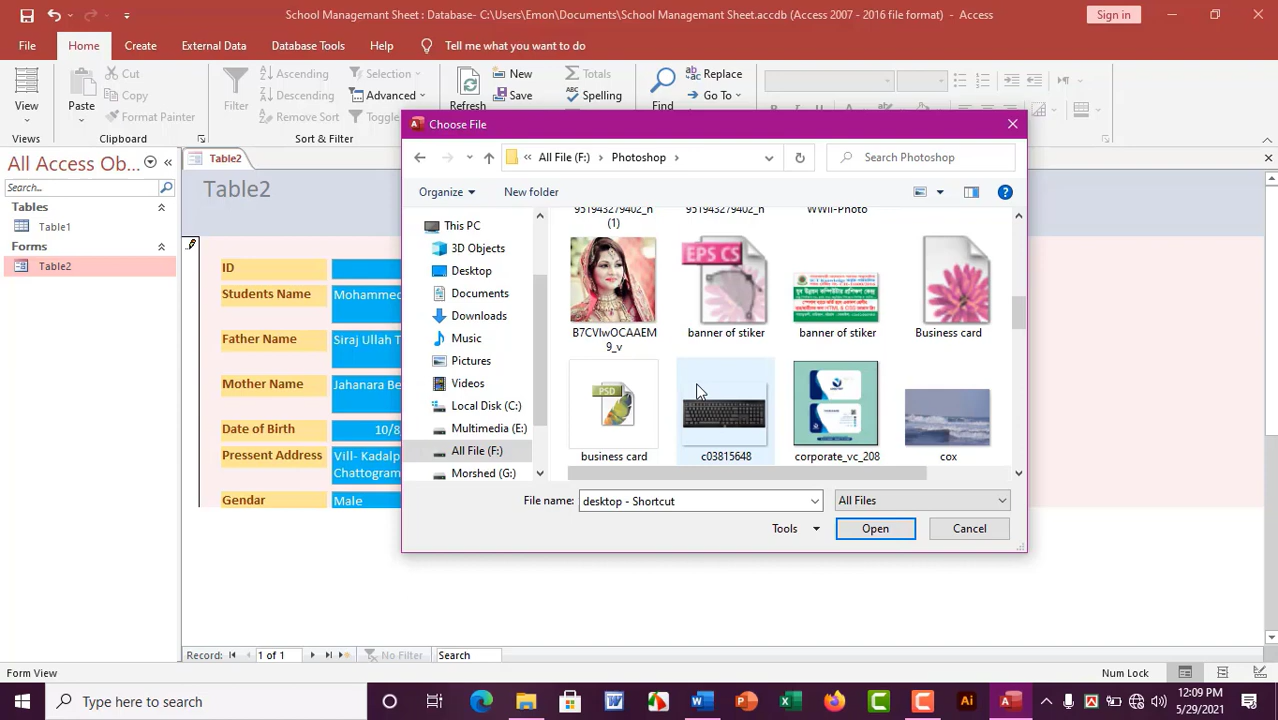 School Managemant Sheet : Database- C:\Users\Emon\Documents\School Managemant Sheet.accdb (Access 2007 - 2016 file format) - Access
Sign in
File Home Create External Data Database Tools Help Tell me what you want to do
View
Views
Paste
Cut
Copy
Format Painter
Clipboard
Filter
Ascending
Descending
Selection
Advanced
Sort & Filter
Refresh
New
Save
Totals
Spelling
Find
Replace
Go To
All Access Ob...
Search...
Tables
Table1
Forms
Table2
Table2
Table2
ID
Students Name Mohammed
Father Name Siraj Ullah T
Mother Name Jahanara Be
Date of Birth 10/8
Pressent Address Vill- Kadalp
Chattogram
Gendar Male
Choose File
« All File (F:) Photoshop
Search Photoshop
Organize New folder
This PC
3D Objects
Desktop
Documents
Downloads
Music
Pictures
Videos
Local Disk (C:)
Multimedia (E:)
All File (F:)
Morshed (G:)
951943279402_n
(1)
951943279402_n
WWII-Photo
B7CVIwOCAAEM
9_v
EPS CS
banner of stiker
banner of stiker
Business card
PSD
business card
c03815648
corporate_vc_208
cox
File name: desktop - Shortcut
All Files
Tools Open Cancel
Record: 1 of 1 No Filter Search
Form View
Num Lock
Type here to search
12:09 PM
5/29/2021